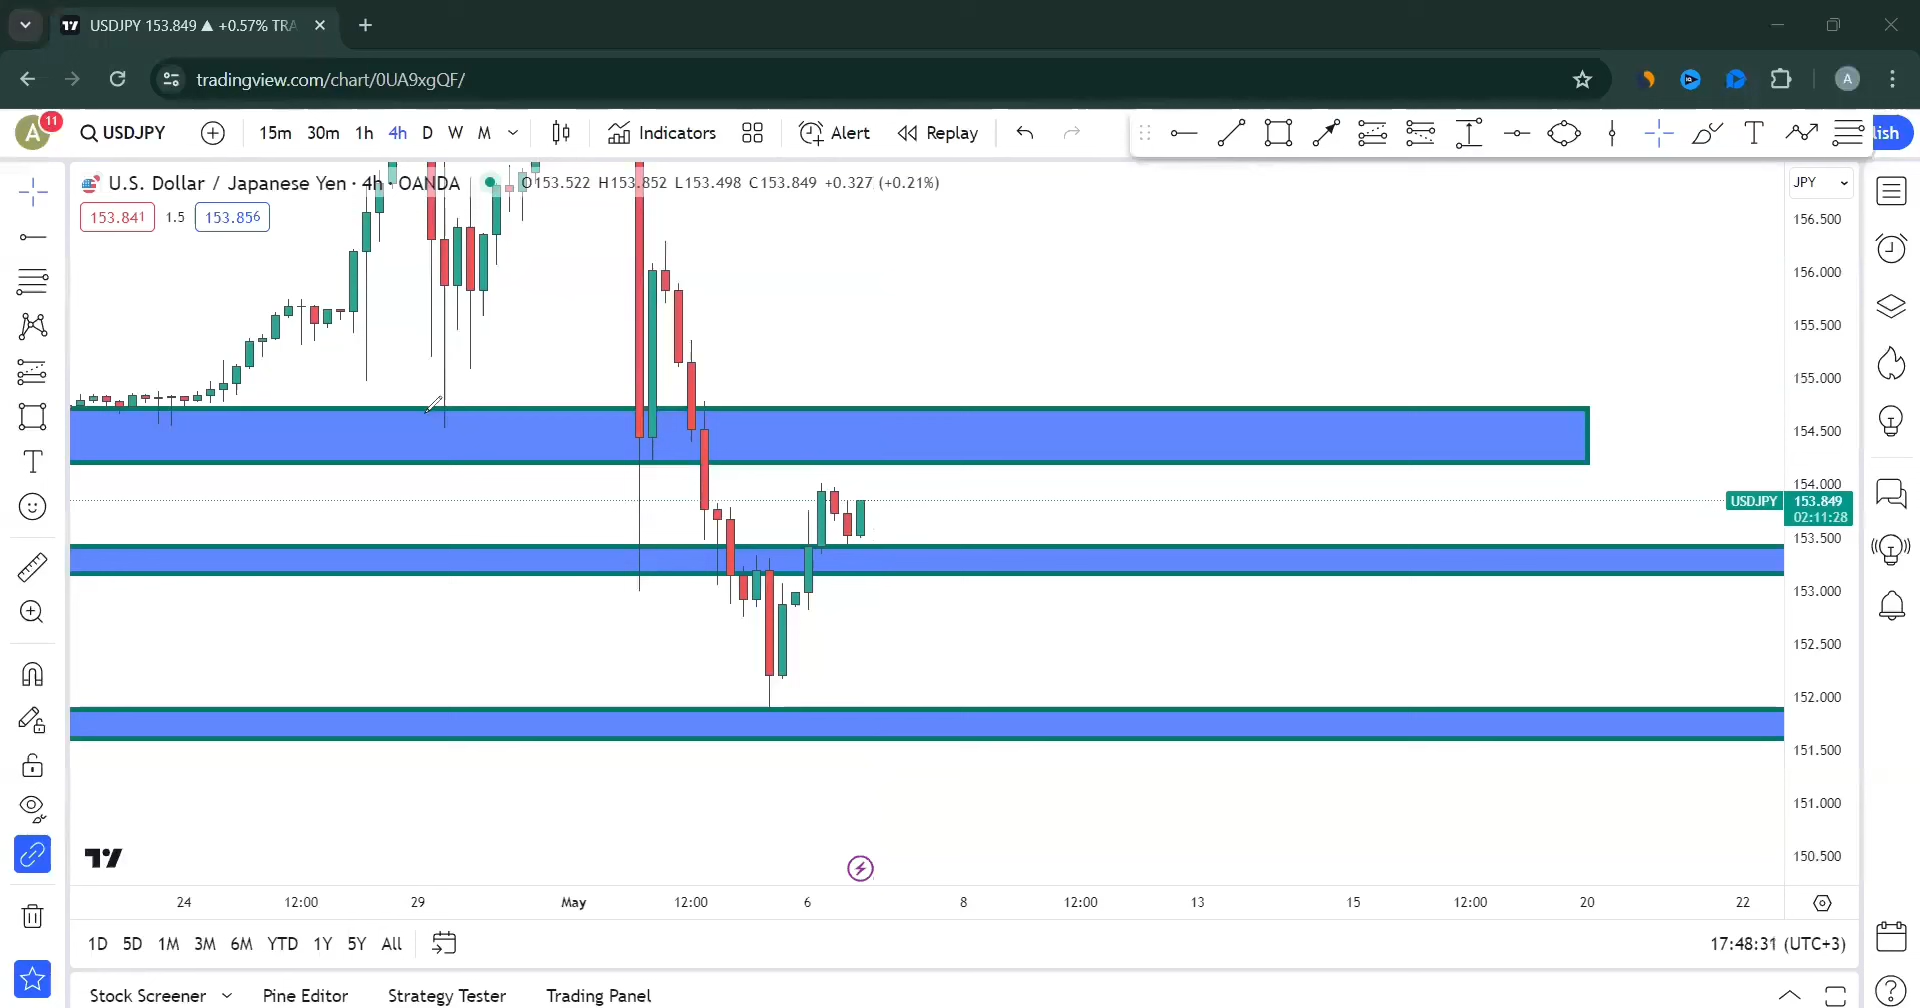 USDJPY 153.849 ▲ +0.57% TRA
tradingview.com/chart/0UA9xgQF/
A
A 11 USDJPY 15m 30m 1h 4h D W M Indicators Alert Replay T lish
U.S. Dollar / Japanese Yen · 4h · OANDA O153.522 H153.852 L153.498 C153.849 +0.327 (+0.21%)
JPY
153.841 1.5 153.856
156.500
156.000
155.500
155.000
154.500
154.000
USDJPY 153.849
02:11:28
153.500
153.000
152.500
152.000
151.500
151.000
150.500
24 12:00 29 May 12:00 6 8 12:00 13 15 12:00 20 22
1D 5D 1M 3M 6M YTD 1Y 5Y All
17:48:31 (UTC+3)
Stock Screener Pine Editor Strategy Tester Trading Panel